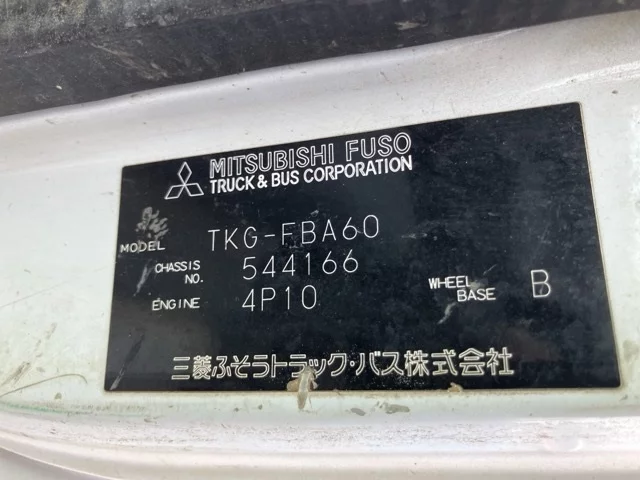 MITSUBISHI FUSO
TRUCK & BUS CORPORATION
MODEL TKG-FBA60
CHASSIS NO. 544166
ENGINE 4P10
WHEEL BASE B
三菱ふそうトラック・バス株式会社